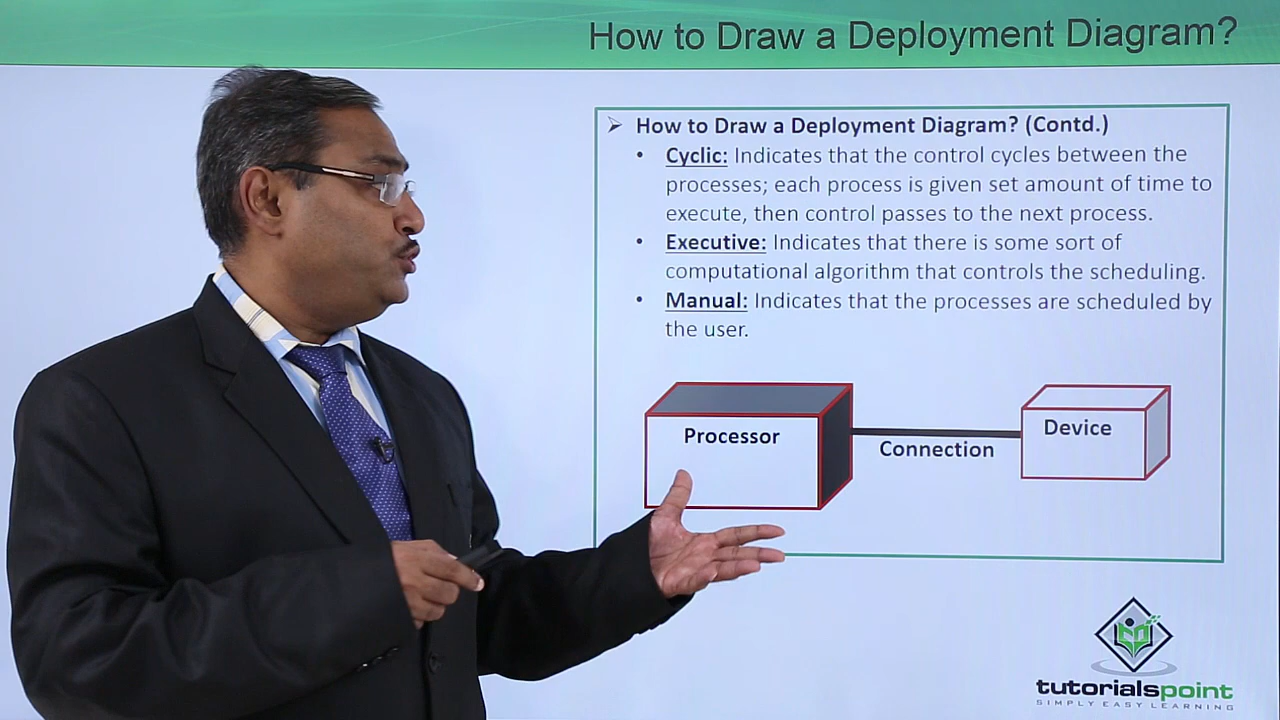 How to Draw a Deployment Diagram?
➢ How to Draw a Deployment Diagram? (Contd.)
• Cyclic: Indicates that the control cycles between the
processes; each process is given set amount of time to
execute, then control passes to the next process.
• Executive: Indicates that there is some sort of
computational algorithm that controls the scheduling.
• Manual: Indicates that the processes are scheduled by
the user.
Processor
Connection
Device
tutorialspoint
SIMPLY EASY LEARNING